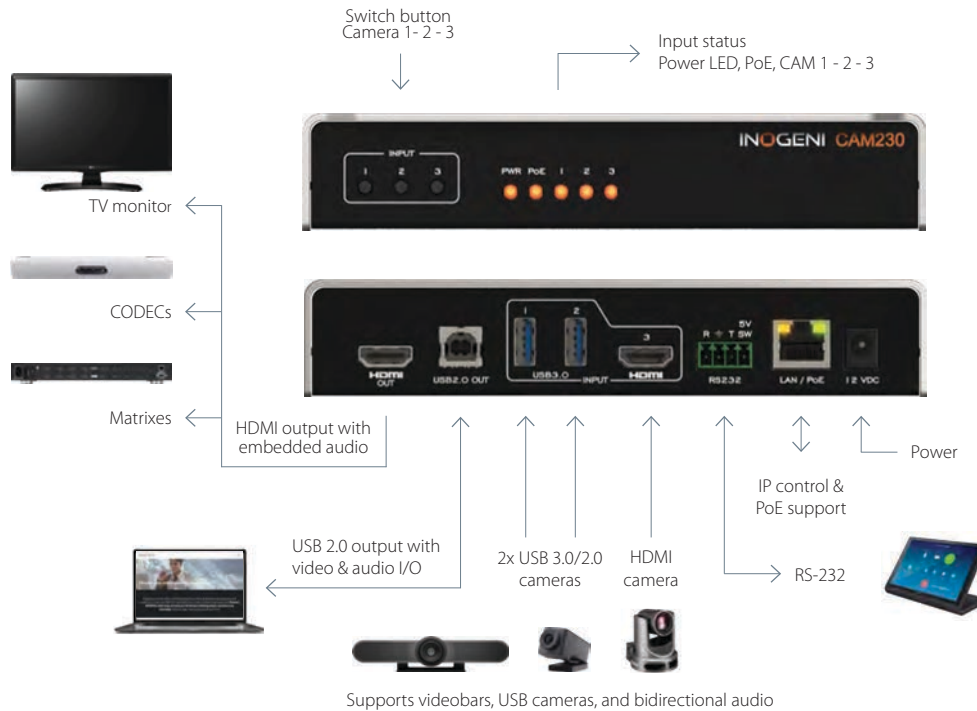 Switch button
Camera 1- 2 - 3
Input status
Power LED, PoE, CAM 1 - 2 - 3
INOGENI CAM230
INPUT
1 2 3
PWR PoE 1 2 3
TV monitor
CODECs
Matrixes
HDMI OUT
USB2.0 OUT
1 2
USB3.0
INPUT
3
HDMI
5V
R T SW
RS232
LAN / PoE
12 VDC
HDMI output with
embedded audio
Power
IP control &
PoE support
USB 2.0 output with
video & audio I/O
2x USB 3.0/2.0
cameras
HDMI
camera
RS-232
Supports videobars, USB cameras, and bidirectional audio